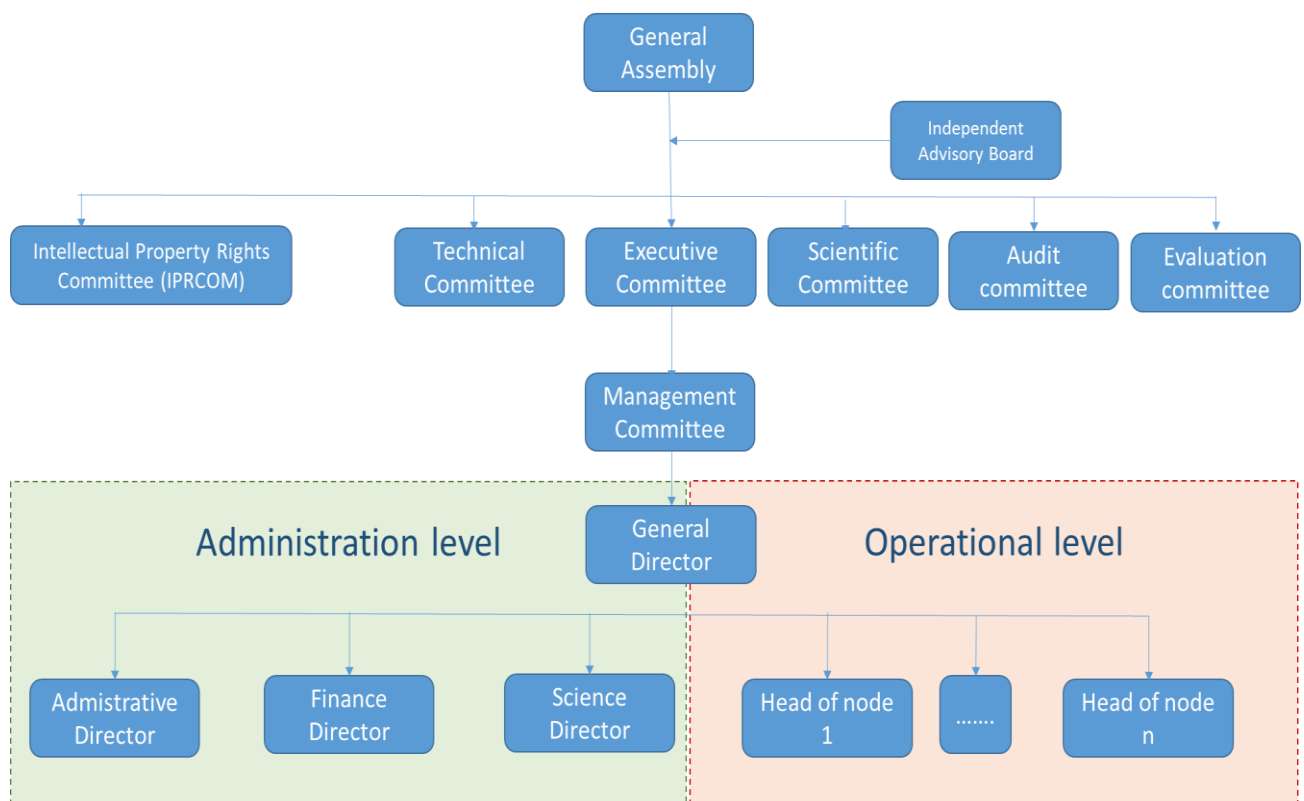 General
Assembly
Independent
Advisory Board
Intellectual Property Rights
Committee (IPRCOM)
Technical
Committee
Executive
Committee
Scientific
Committee
Audit
committee
Evaluation
committee
Management
Committee
Administration level
General
Director
Operational level
Admistrative
Director
Finance
Director
Science
Director
Head of node
1
.......
Head of node
n